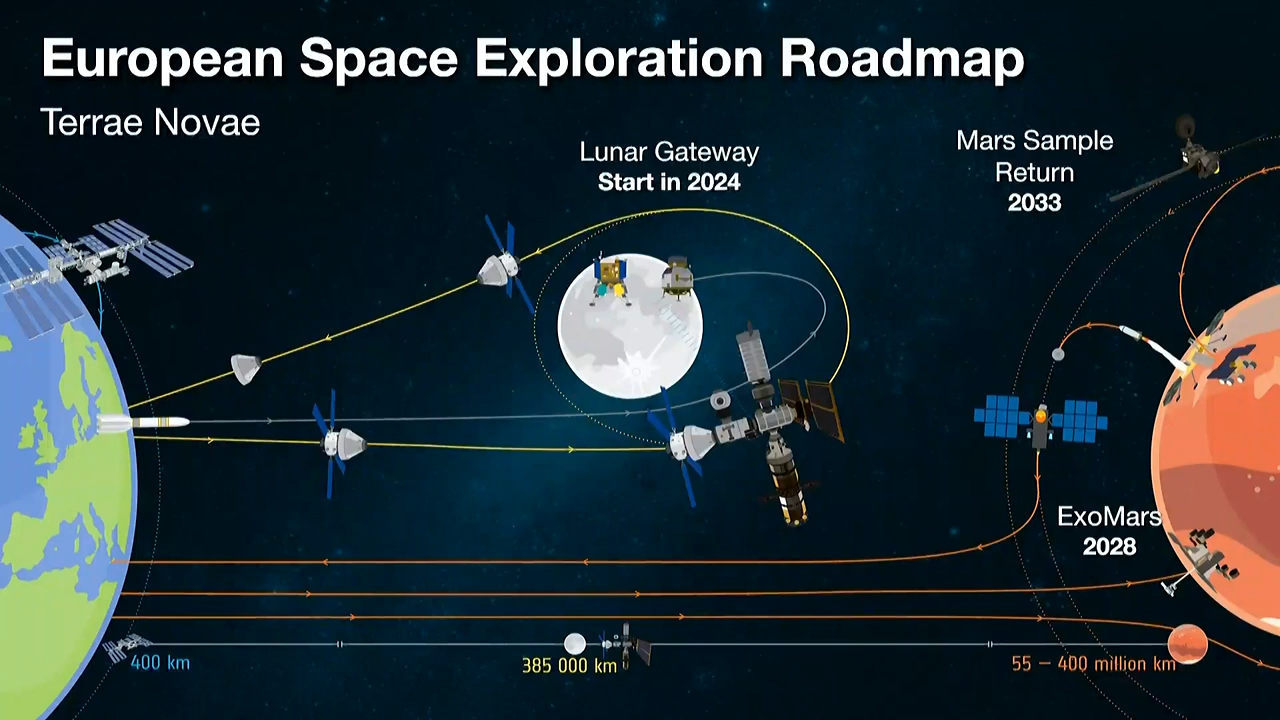 European Space Exploration Roadmap
Terrae Novae
Lunar Gateway
Start in 2024
Mars Sample
Return
2033
ExoMars
2028
400 km
385 000 km
55 – 400 million km